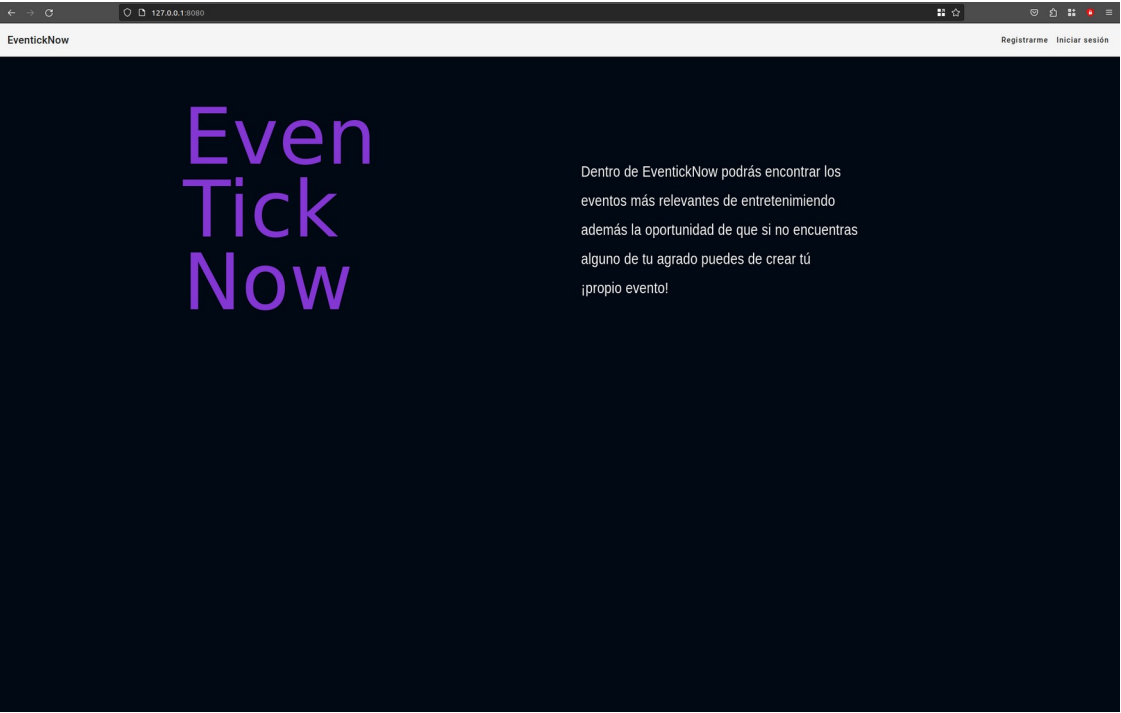 127.0.0.1:8080
EventickNow
Registrarme Iniciar sesión
Even
Tick
Now
Dentro de EventickNow podrás encontrar los
eventos más relevantes de entretenimiendo
además la oportunidad de que si no encuentras
alguno de tu agrado puedes de crear tú
¡propio evento!